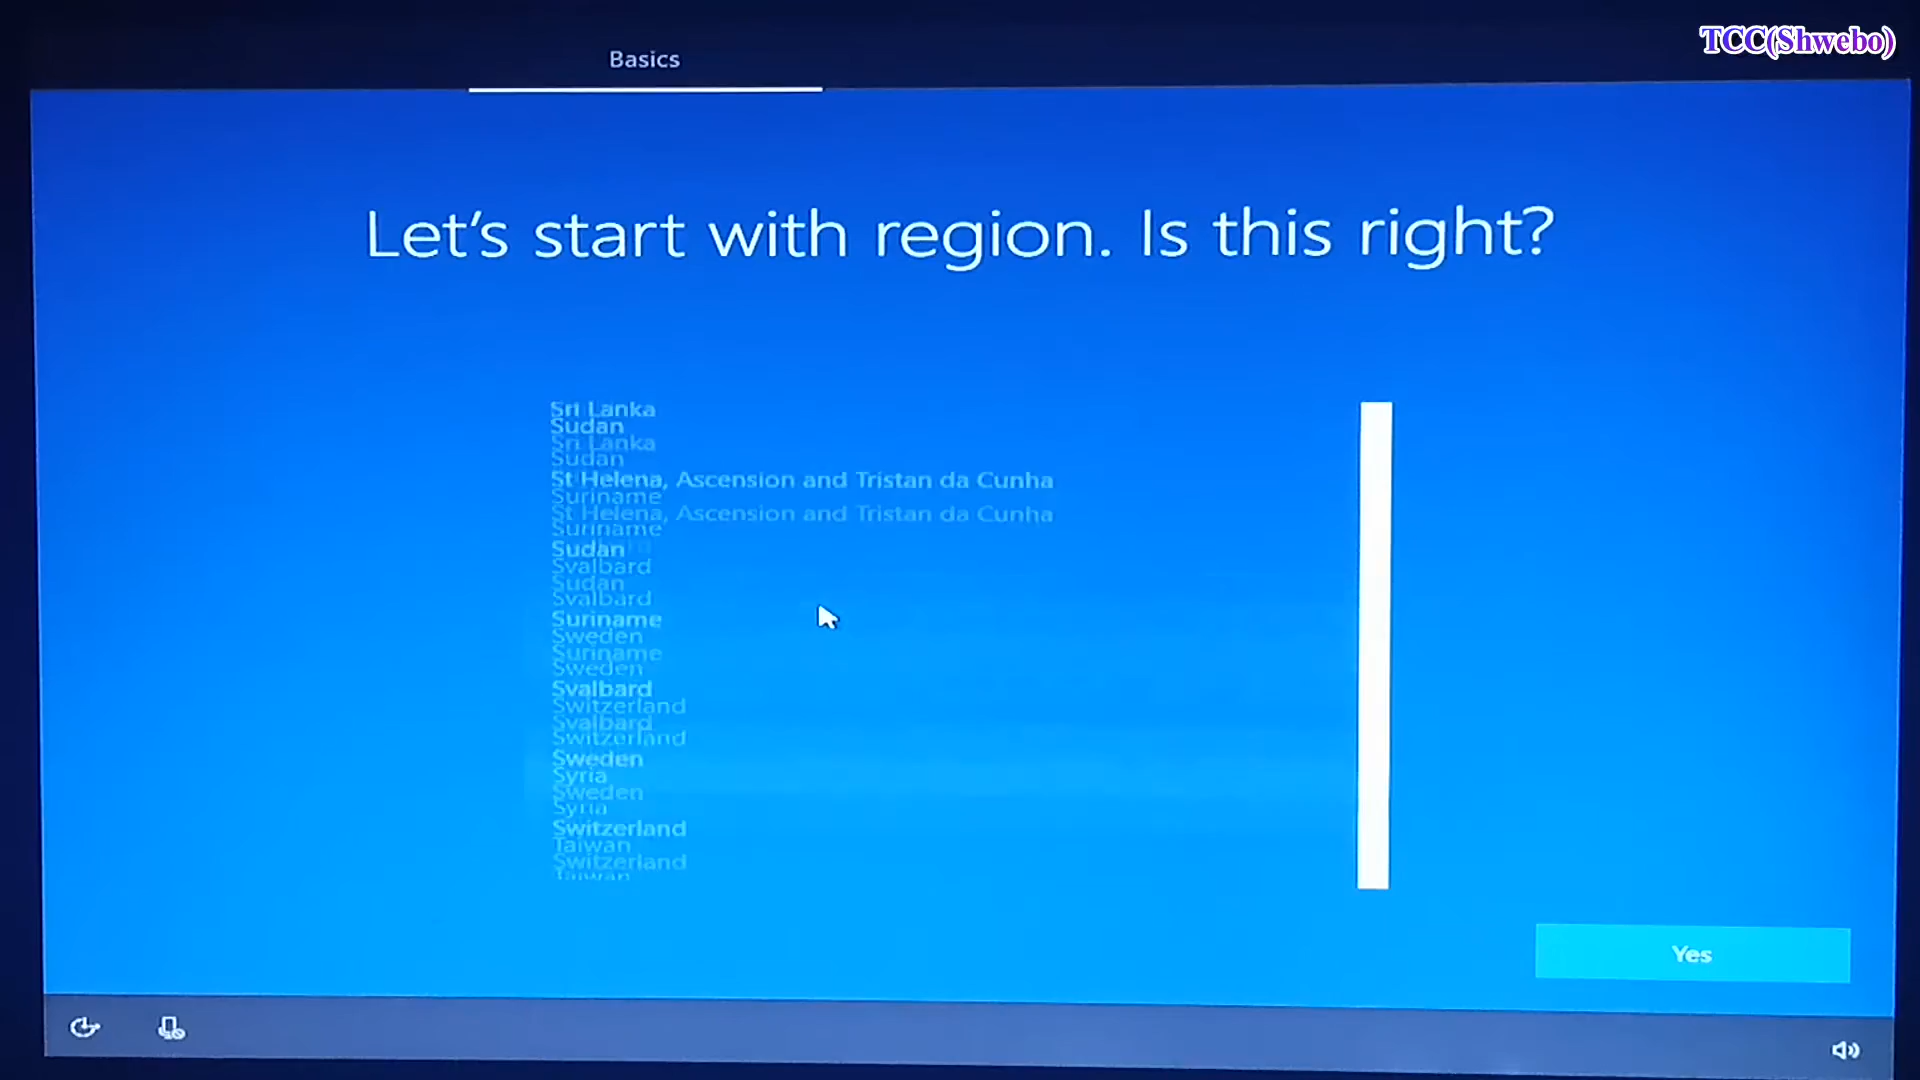 TCC(Shwebo)
Basics
Let's start with region. Is this right?
Sri Lanka
Sudan
Sri Lanka
Sudan
St Helena, Ascension and Tristan da Cunha
Suriname
St Helena, Ascension and Tristan da Cunha
Suriname
Sudan
Svalbard
Sudan
Svalbard
Suriname
Sweden
Suriname
Sweden
Svalbard
Switzerland
Svalbard
Switzerland
Sweden
Syria
Sweden
Syria
Switzerland
Taiwan
Switzerland
Taiwan
Yes